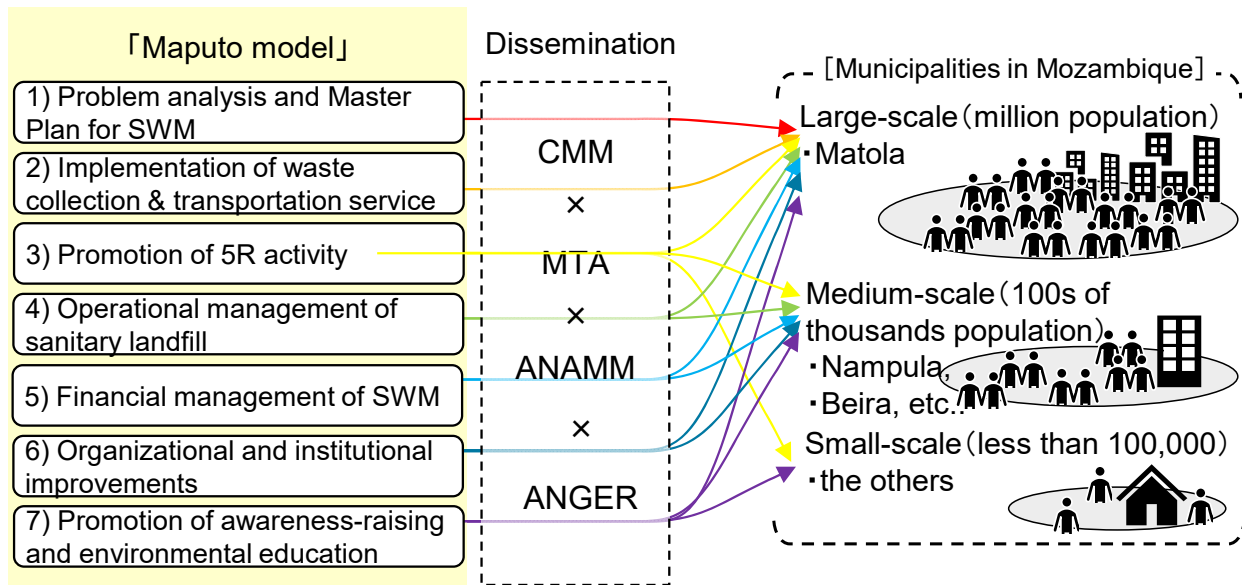 「Maputo model」
1) Problem analysis and Master
Plan for SWM
2) Implementation of waste
collection & transportation service
3) Promotion of 5R activity
4) Operational management of
sanitary landfill
5) Financial management of SWM
6) Organizational and institutional
improvements
7) Promotion of awareness-raising
and environmental education
Dissemination
CMM
×
MTA
×
ANAMM
×
ANGER
[Municipalities in Mozambique]
Large-scale(million population)
・Matola
Medium-scale(100s of
thousands population)
・Nampula,
・Beira, etc..
Small-scale(less than 100,000)
・the others